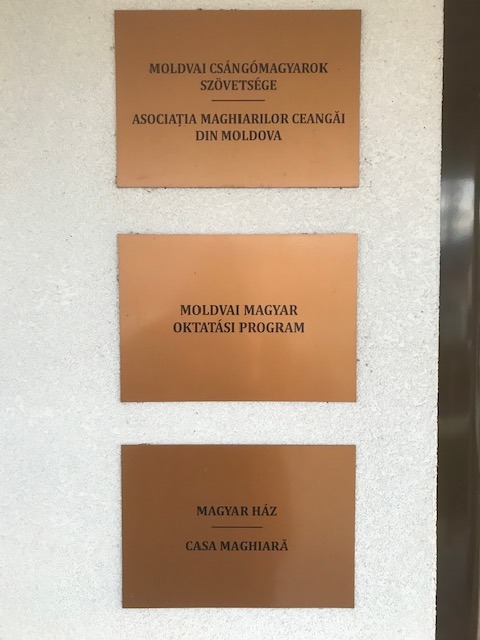 MOLDVAI CSÁNGÓMAGYAROK
SZÖVETSÉGE
ASOCIAȚIA MAGHIARILOR CEANGĂI
DIN MOLDOVA
MOLDVAI MAGYAR
OKTATÁSI PROGRAM
MAGYAR HÁZ
CASA MAGHIARĂ